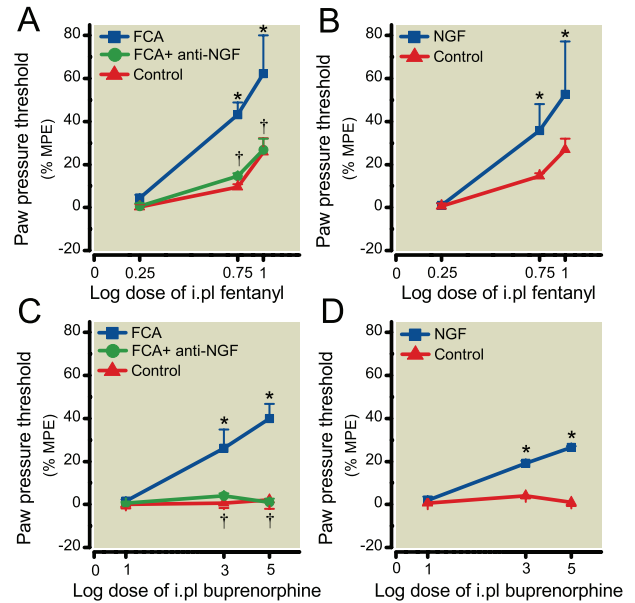 A
FCA
FCA+ anti-NGF
Control
Paw pressure threshold
(% MPE)
80
60
40
20
0
-20
*
*
†
†
0
0.25
0.75
1
Log dose of i.pl fentanyl
B
NGF
Control
Paw pressure threshold
(% MPE)
80
60
40
20
0
-20
*
*
0
0.25
0.75
1
Log dose of i.pl fentanyl
C
FCA
FCA+ anti-NGF
Control
Paw pressure threshold
(% MPE)
80
60
40
20
0
-20
*
*
†
†
0
1
3
5
Log dose of i.pl buprenorphine
D
NGF
Control
Paw pressure threshold
(% MPE)
80
60
40
20
0
-20
*
*
0
1
3
5
Log dose of i.pl buprenorphine